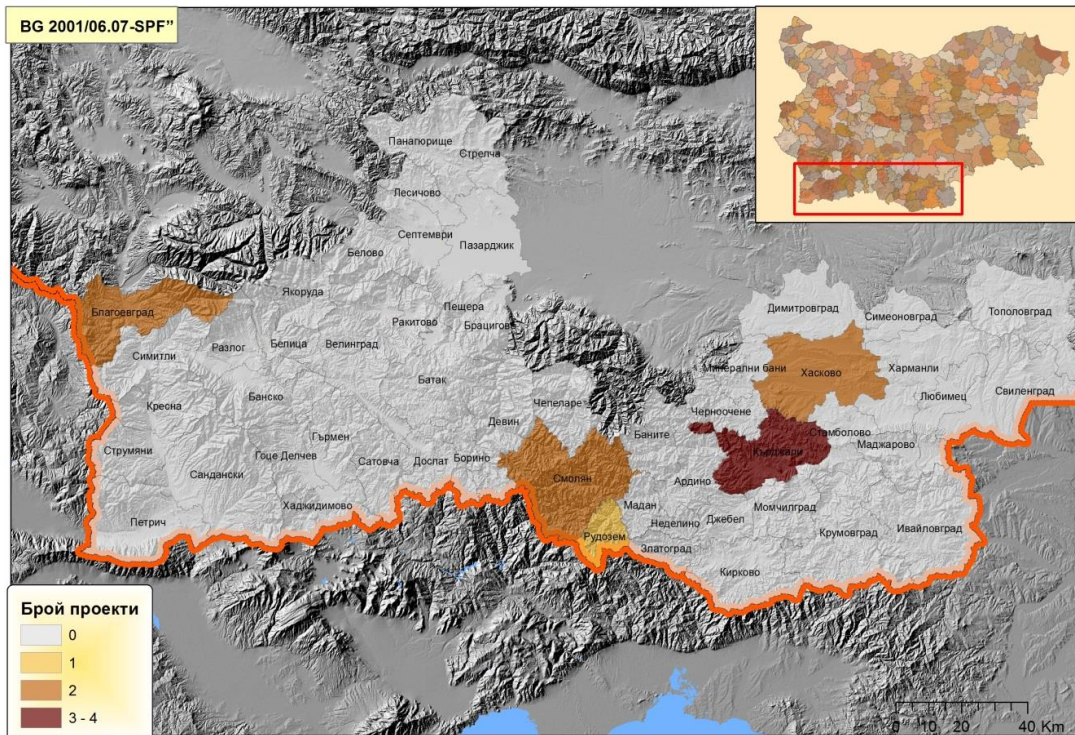 BG 2001/06.07-SPF”
Панагюрище
Стрелча
Лесичово
Септември
Пазарджик
Белово
Якоруда
Пещера
Ракитово
Брацигово
Благоевград
Димитровград
Симеоновград
Тополовград
Симитли
Разлог
Белица
Велинград
Батак
Минерални бани
Хасково
Харманли
Любимец
Свиленград
Кресна
Банско
Чепеларе
Девин
Черноочене
Баните
Стамболово
Маджарово
Кърджали
Гърмен
Гоце Делчев
Струмяни
Сандански
Сатовча
Доспат
Борино
Смолян
Ардино
Хаджидимово
Петрич
Мадан
Момчилград
Неделино
Джебел
Рудозем
Златоград
Крумовград
Ивайловград
Кирково
Брой проекти
0
1
2
3 - 4
0 5 10 20 30 40 Km